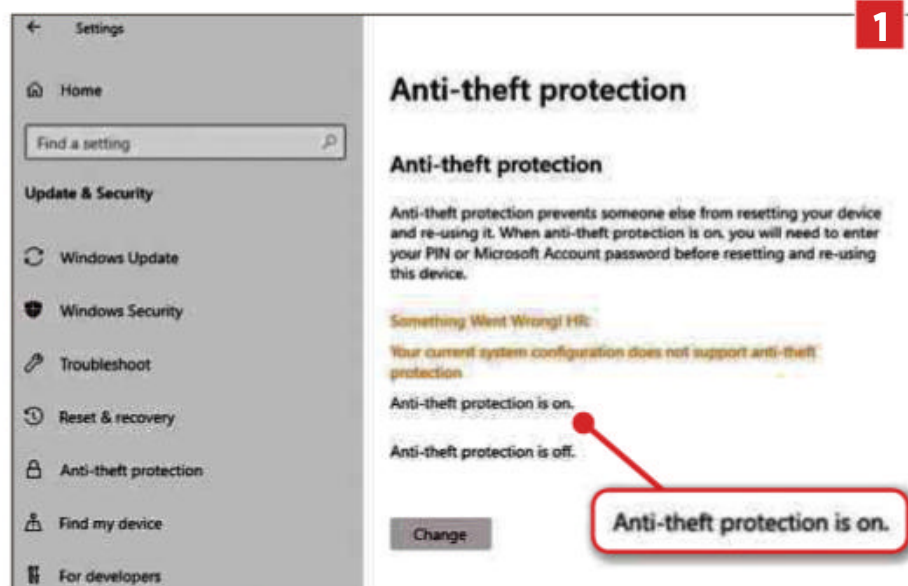 1
Settings
Home
Find a setting
Update & Security
Windows Update
Windows Security
Troubleshoot
Reset & recovery
Anti-theft protection
Find my device
For developers
Anti-theft protection
Anti-theft protection
Anti-theft protection prevents someone else from resetting your device
and re-using it. When anti-theft protection is on, you will need to enter
your PIN or Microsoft Account password before resetting and re-using
this device.
Something Went Wrong! HR:
Your current system configuration does not support anti-theft
protection
Anti-theft protection is on.
Anti-theft protection is off.
Change
Anti-theft protection is on.